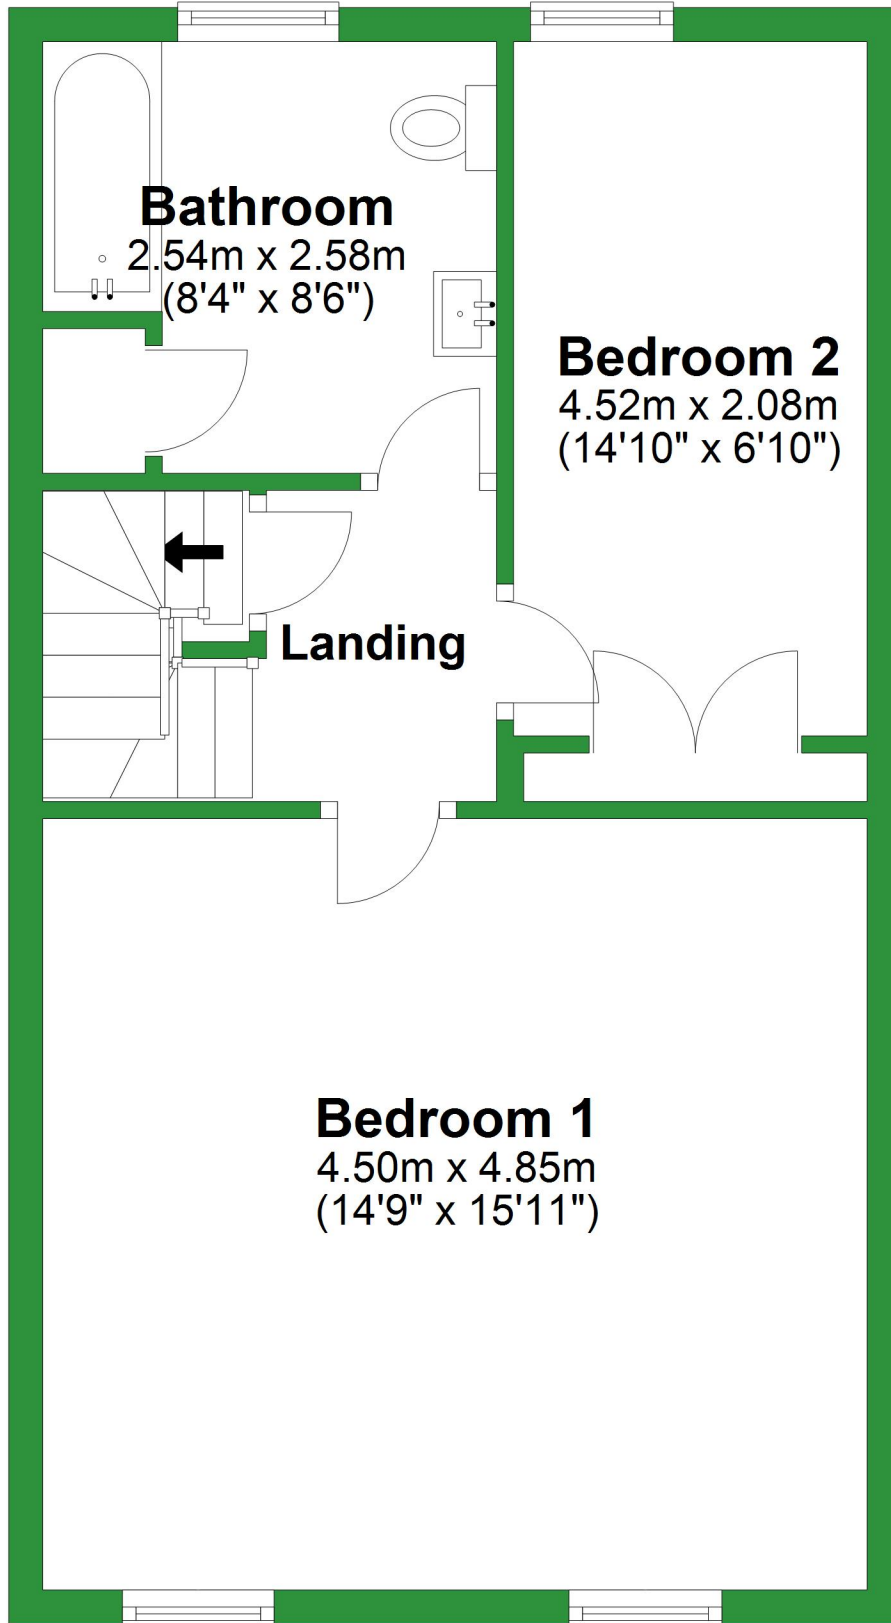 Bathroom
2.54m x 2.58m
(8'4" x 8'6")
Bedroom 2
4.52m x 2.08m
(14'10" x 6'10")
Landing
Bedroom 1
4.50m x 4.85m
(14'9" x 15'11")